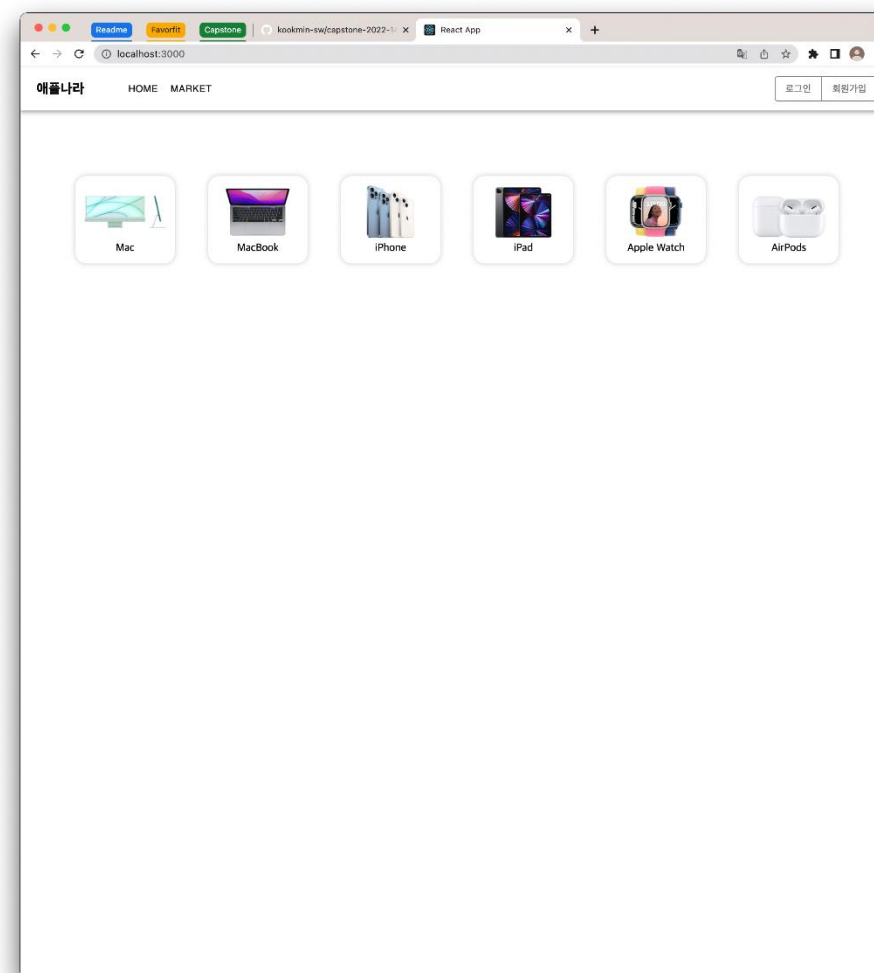 Readme Favorfit Capstone kookmin-sw/capstone-2022-1 React App
localhost:3000
애플나라 HOME MARKET 로그인 회원가입
Mac MacBook iPhone iPad Apple Watch AirPods